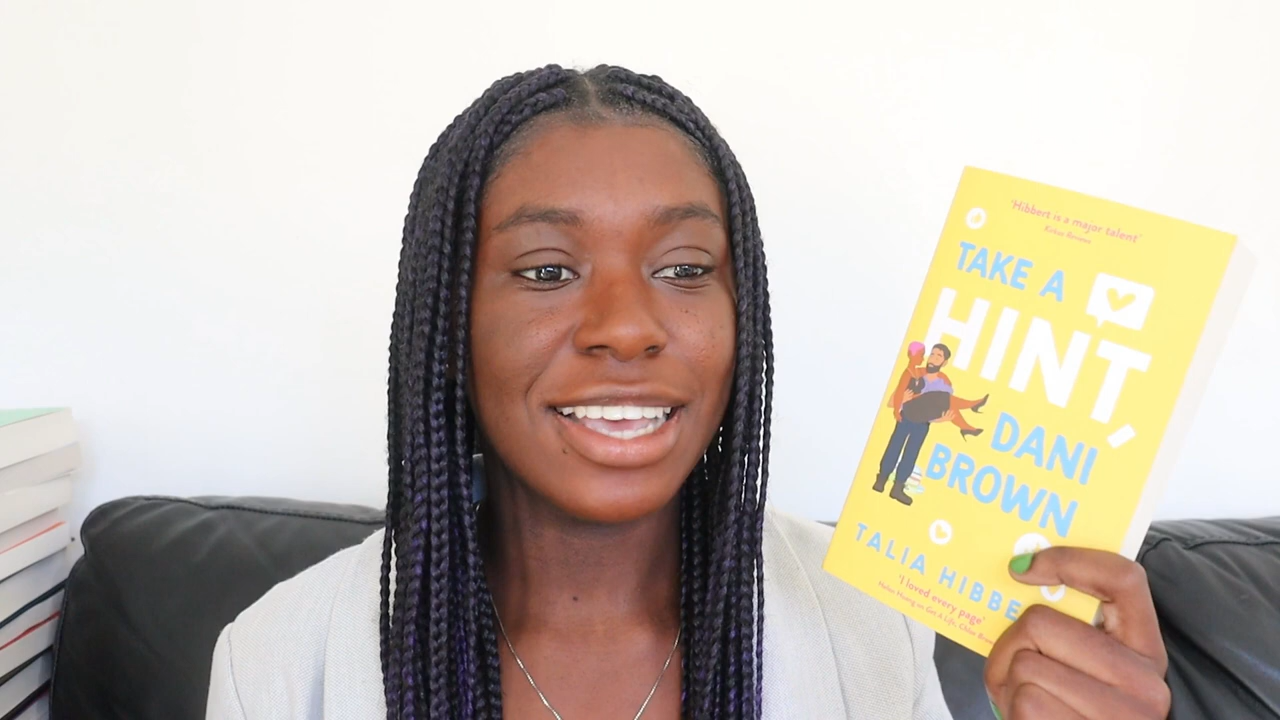 'Hibbert is a major talent'
Kirkus Reviews
TAKE A
HINT,
DANI
BROWN
TALIA HIBBE
'I loved every page'
Helen Hoang on Get A Life, Chloe Brown